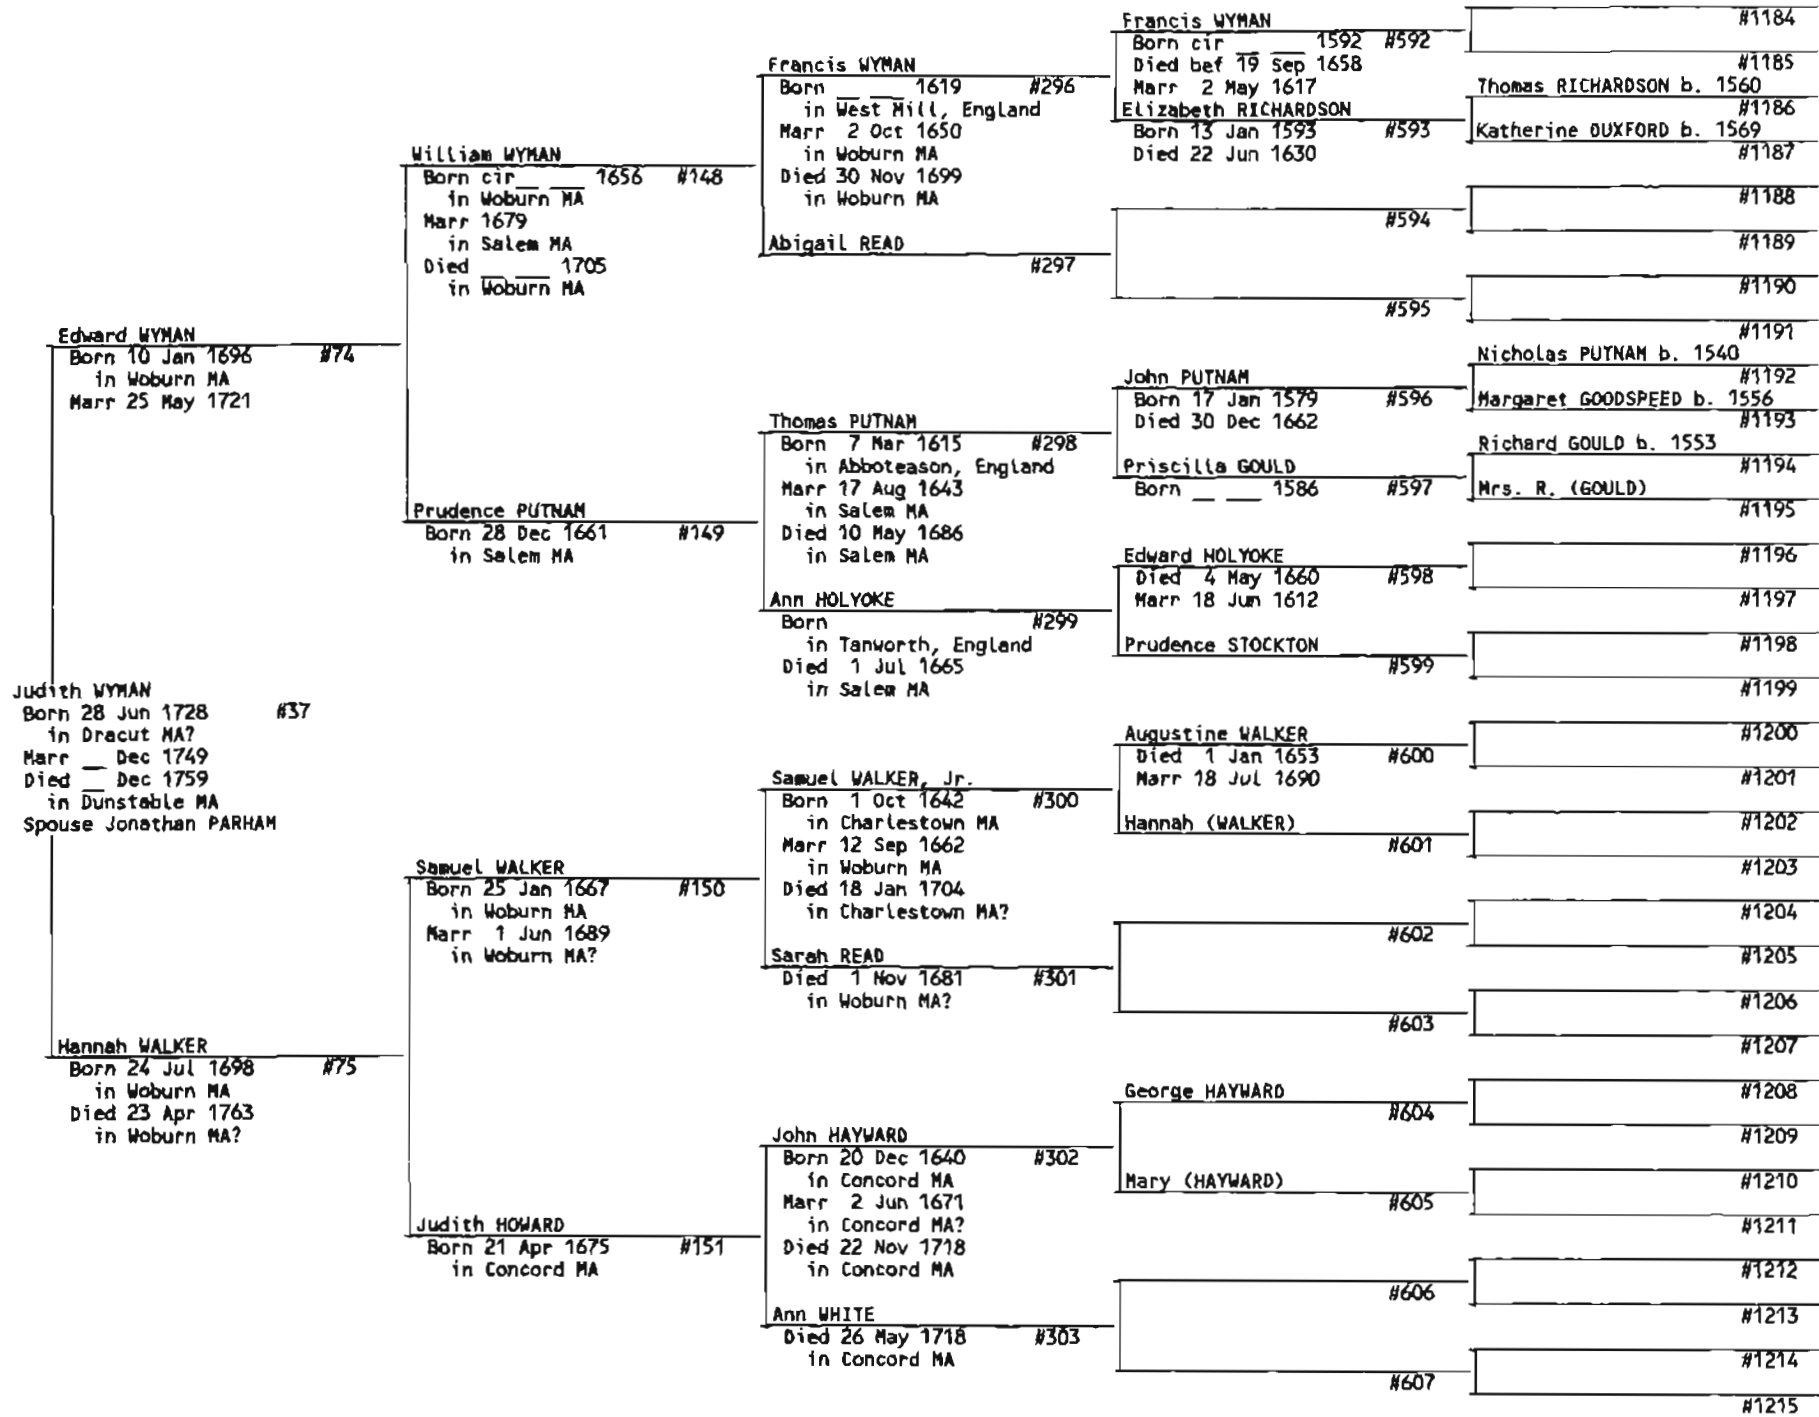 Judith WYMAN
Born 28 Jun 1728 #37
in Dracut MA?
Marr __ Dec 1749
Died __ Dec 1759
in Dunstable MA
Spouse Jonathan PARHAM
Edward WYMAN
Born 10 Jan 1696 #74
in Woburn MA
Marr 25 May 1721
Hannah WALKER
Born 24 Jul 1698 #75
in Woburn MA
Died 23 Apr 1763
in Woburn MA?
William WYMAN
Born cir __ ___ 1656 #148
in Woburn MA
Marr 1679
in Salem MA
Died __ ___ 1705
in Woburn MA
Prudence PUTNAM
Born 28 Dec 1661 #149
in Salem MA
Samuel WALKER
Born 25 Jan 1667 #150
in Woburn MA
Marr 1 Jun 1689
in Woburn MA?
Judith HOWARD
Born 21 Apr 1675 #151
in Concord MA
Francis WYMAN
Born __ ___ 1619 #296
in West Mill, England
Marr 2 Oct 1650
in Woburn MA
Died 30 Nov 1699
in Woburn MA
Abigail READ
#297
Thomas PUTNAM
Born 7 Mar 1615 #298
in Abboteason, England
Marr 17 Aug 1643
in Salem MA
Died 10 May 1686
in Salem MA
Ann HOLYOKE
Born #299
in Tanworth, England
Died 1 Jul 1665
in Salem MA
Samuel WALKER, Jr.
Born 1 Oct 1642 #300
in Charlestown MA
Marr 12 Sep 1662
in Woburn MA
Died 18 Jan 1704
in Charlestown MA?
Sarah READ
Died 1 Nov 1681 #301
in Woburn MA?
John HAYWARD
Born 20 Dec 1640 #302
in Concord MA
Marr 2 Jun 1671
in Concord MA?
Died 22 Nov 1718
in Concord MA
Ann WHITE
Died 26 May 1718 #303
in Concord MA
Francis WYMAN
Born cir __ ___ 1592 #592
Died bef 19 Sep 1658
Marr 2 May 1617
Elizabeth RICHARDSON
Born 13 Jan 1593 #593
Died 22 Jun 1630
#594
#595
John PUTNAM
Born 17 Jan 1579 #596
Died 30 Dec 1662
Priscilla GOULD
Born __ ___ 1586 #597
Edward HOLYOKE
Died 4 May 1660 #598
Marr 18 Jun 1612
Prudence STOCKTON
#599
Augustine WALKER
Died 1 Jan 1653 #600
Marr 18 Jul 1690
Hannah (WALKER)
#601
#602
#603
George HAYWARD
#604
Mary (HAYWARD)
#605
#606
#607
#1184
#1185
Thomas RICHARDSON b. 1560
#1186
Katherine DUXFORD b. 1569
#1187
#1188
#1189
#1190
#1191
Nicholas PUTNAM b. 1540
#1192
Margaret GOODSPEED b. 1556
#1193
Richard GOULD b. 1553
#1194
Mrs. R. (GOULD)
#1195
#1196
#1197
#1198
#1199
#1200
#1201
#1202
#1203
#1204
#1205
#1206
#1207
#1208
#1209
#1210
#1211
#1212
#1213
#1214
#1215